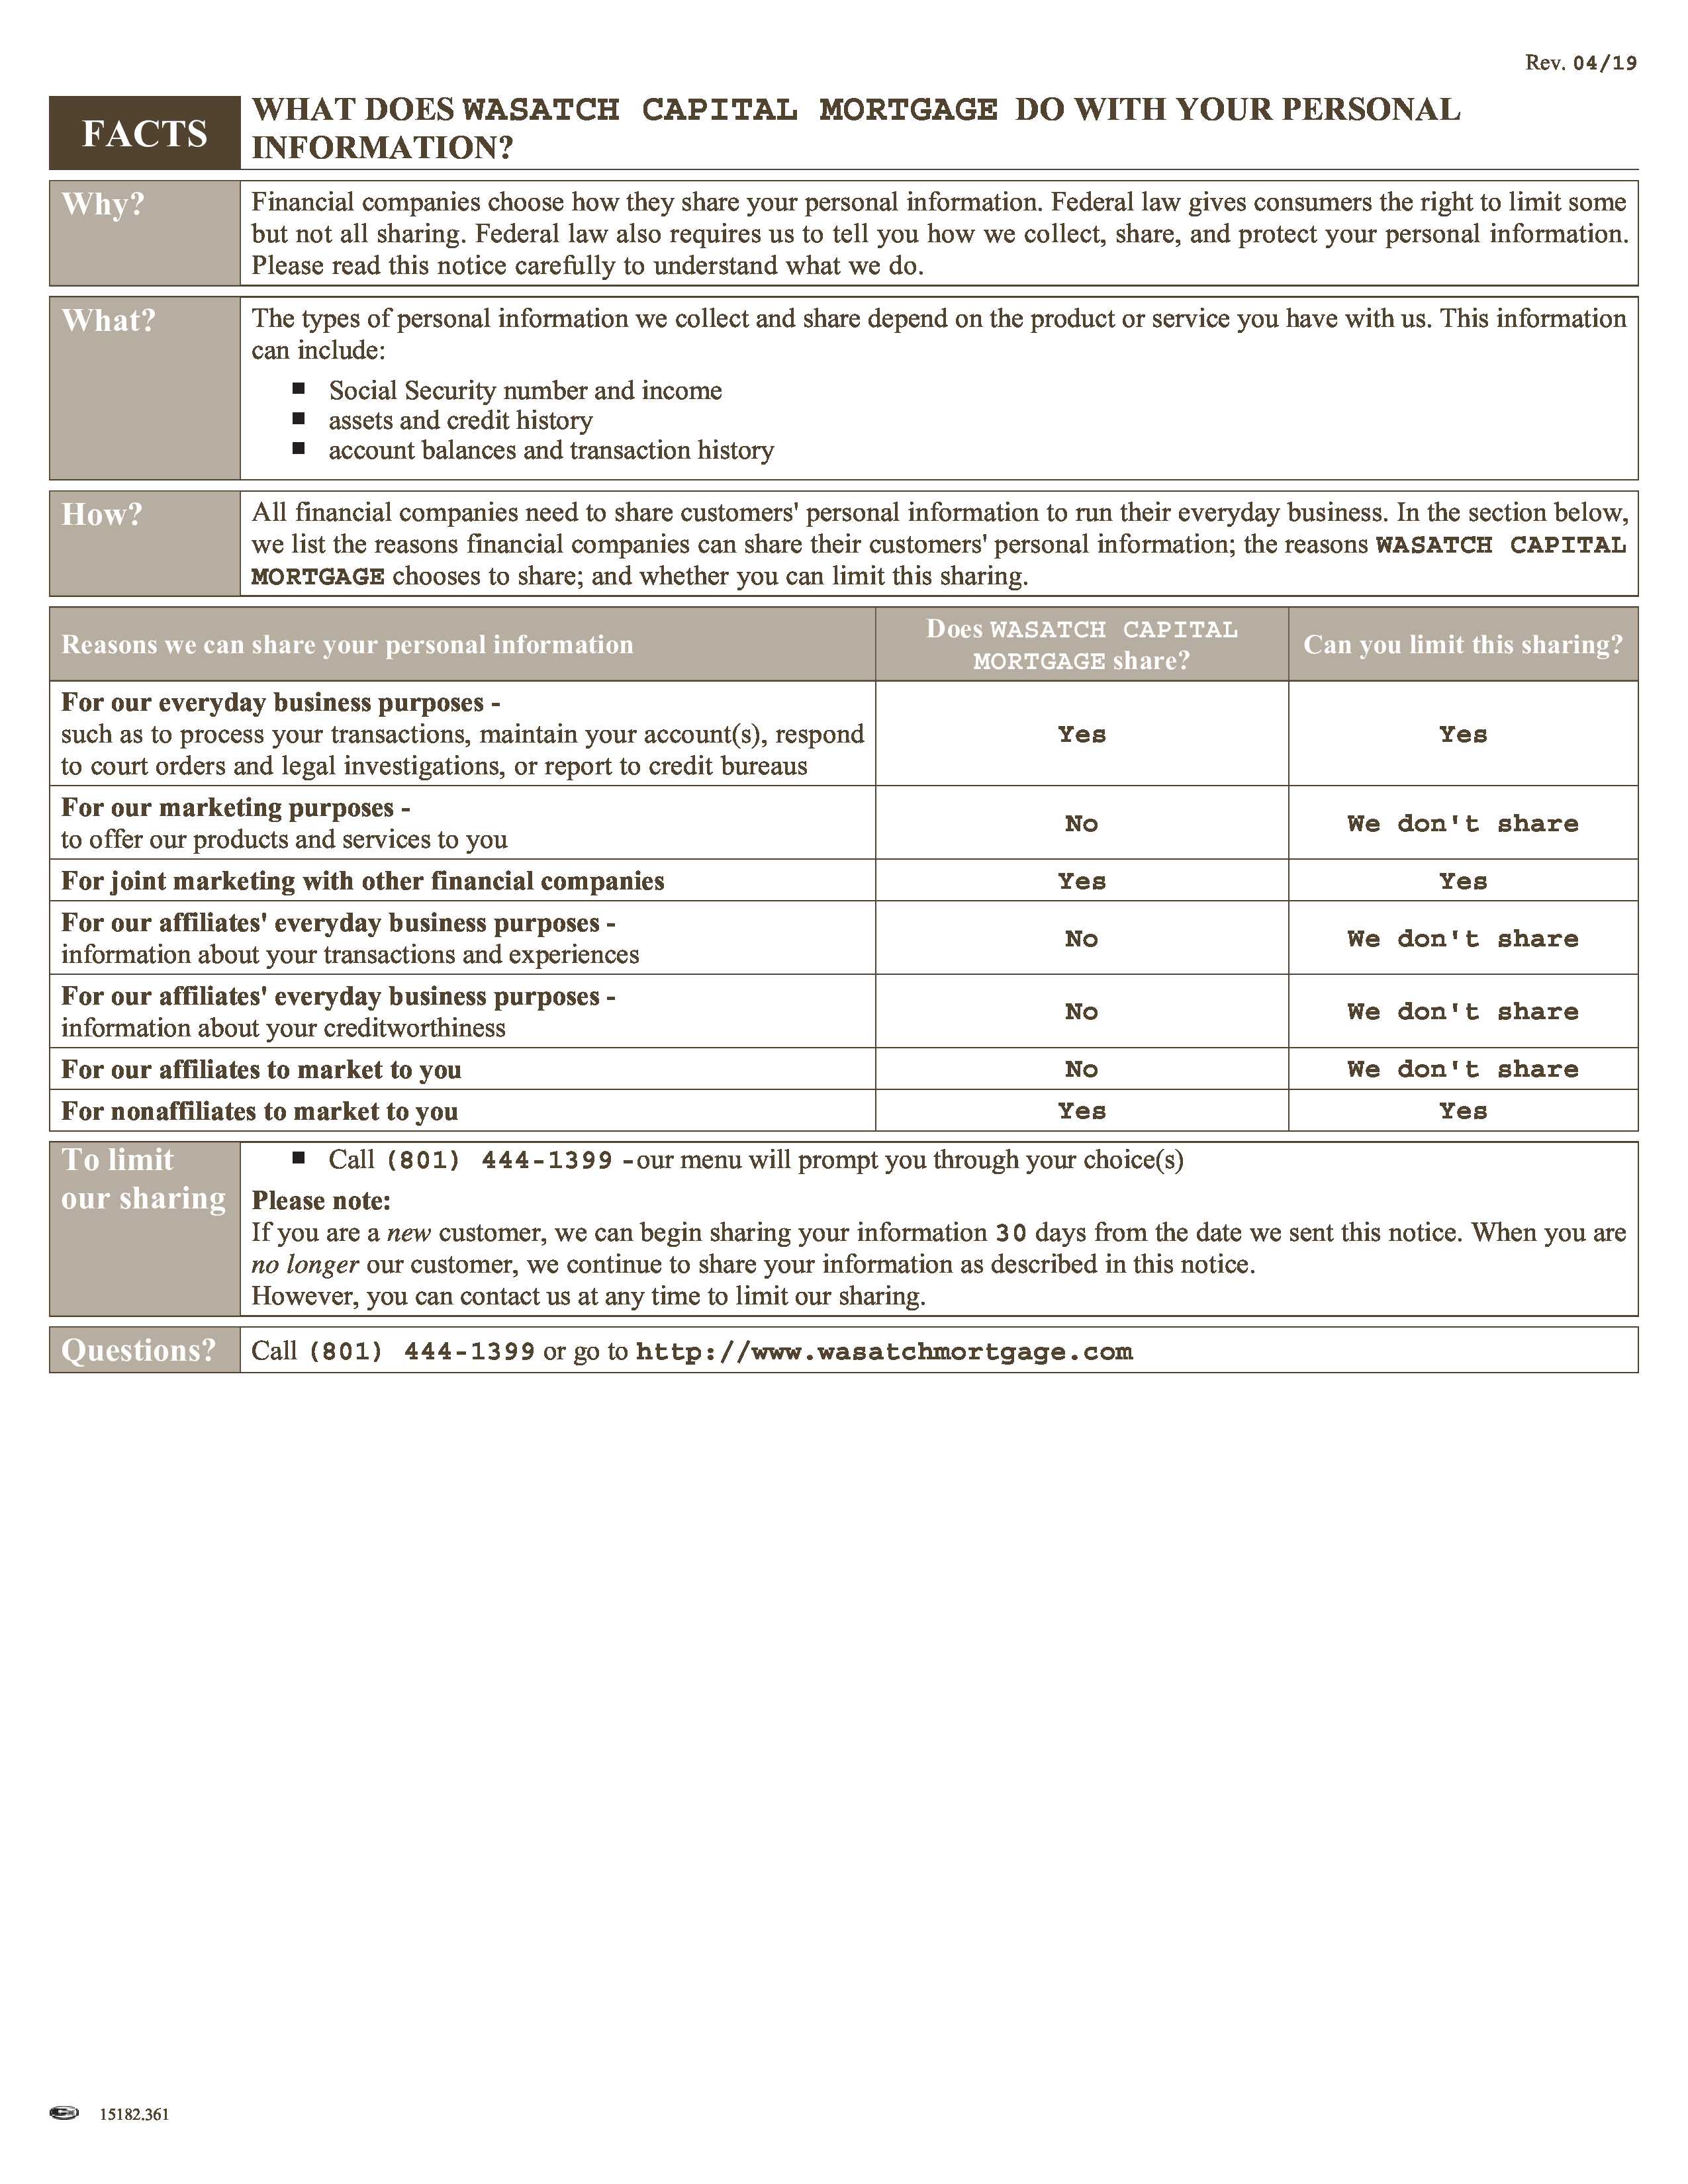 Rev. 04/19
FACTS
WHAT DOES WASATCH CAPITAL MORTGAGE DO WITH YOUR PERSONAL
INFORMATION?
Why?
Financial companies choose how they share your personal information. Federal law gives consumers the right to limit some
but not all sharing. Federal law also requires us to tell you how we collect, share, and protect your personal information.
Please read this notice carefully to understand what we do.
What?
The types of personal information we collect and share depend on the product or service you have with us. This information
can include:
■ Social Security number and income
■ assets and credit history
■ account balances and transaction history
How?
All financial companies need to share customers' personal information to run their everyday business. In the section below,
we list the reasons financial companies can share their customers' personal information; the reasons WASATCH CAPITAL
MORTGAGE chooses to share; and whether you can limit this sharing.
Reasons we can share your personal information
Does WASATCH CAPITAL
MORTGAGE share?
Can you limit this sharing?
For our everyday business purposes -
such as to process your transactions, maintain your account(s), respond
to court orders and legal investigations, or report to credit bureaus
Yes
Yes
For our marketing purposes -
to offer our products and services to you
No
We don't share
For joint marketing with other financial companies
Yes
Yes
For our affiliates' everyday business purposes -
information about your transactions and experiences
No
We don't share
For our affiliates' everyday business purposes -
information about your creditworthiness
No
We don't share
For our affiliates to market to you
No
We don't share
For nonaffiliates to market to you
Yes
Yes
To limit
our sharing
■ Call (801) 444-1399 -our menu will prompt you through your choice(s)
Please note:
If you are a new customer, we can begin sharing your information 30 days from the date we sent this notice. When you are
no longer our customer, we continue to share your information as described in this notice.
However, you can contact us at any time to limit our sharing.
Questions?
Call (801) 444-1399 or go to http://www.wasatchmortgage.com
15182.361